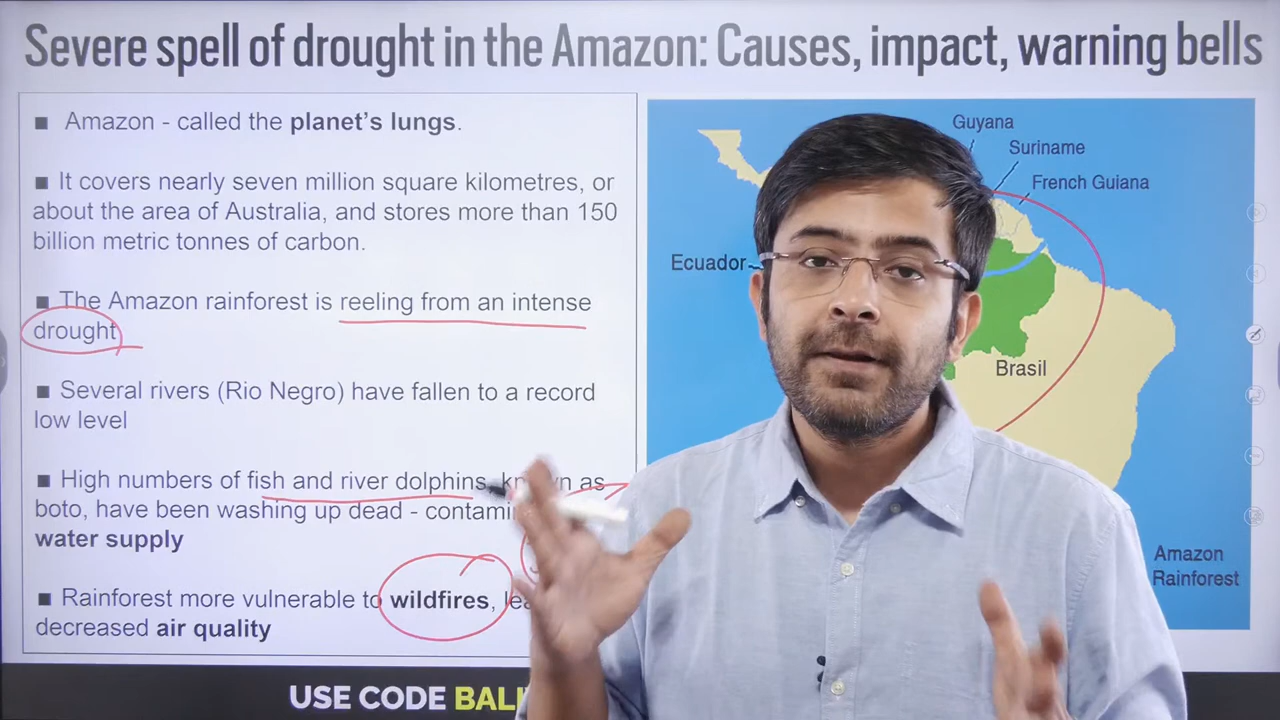 Severe spell of drought in the Amazon: Causes, impact, warning bells
■ Amazon - called the planet's lungs.
■ It covers nearly seven million square kilometres, or
about the area of Australia, and stores more than 150
billion metric tonnes of carbon.
■ The Amazon rainforest is reeling from an intense
drought
■ Several rivers (Rio Negro) have fallen to a record
low level
■ High numbers of fish and river dolphins, known as
boto, have been washing up dead -
water supply
■ Rainforest more vulnerable to wildfires,
decreased air quality
Guyana
Suriname
French Guiana
Ecuador
Brasil
Amazon
Rainforest
USE CODE